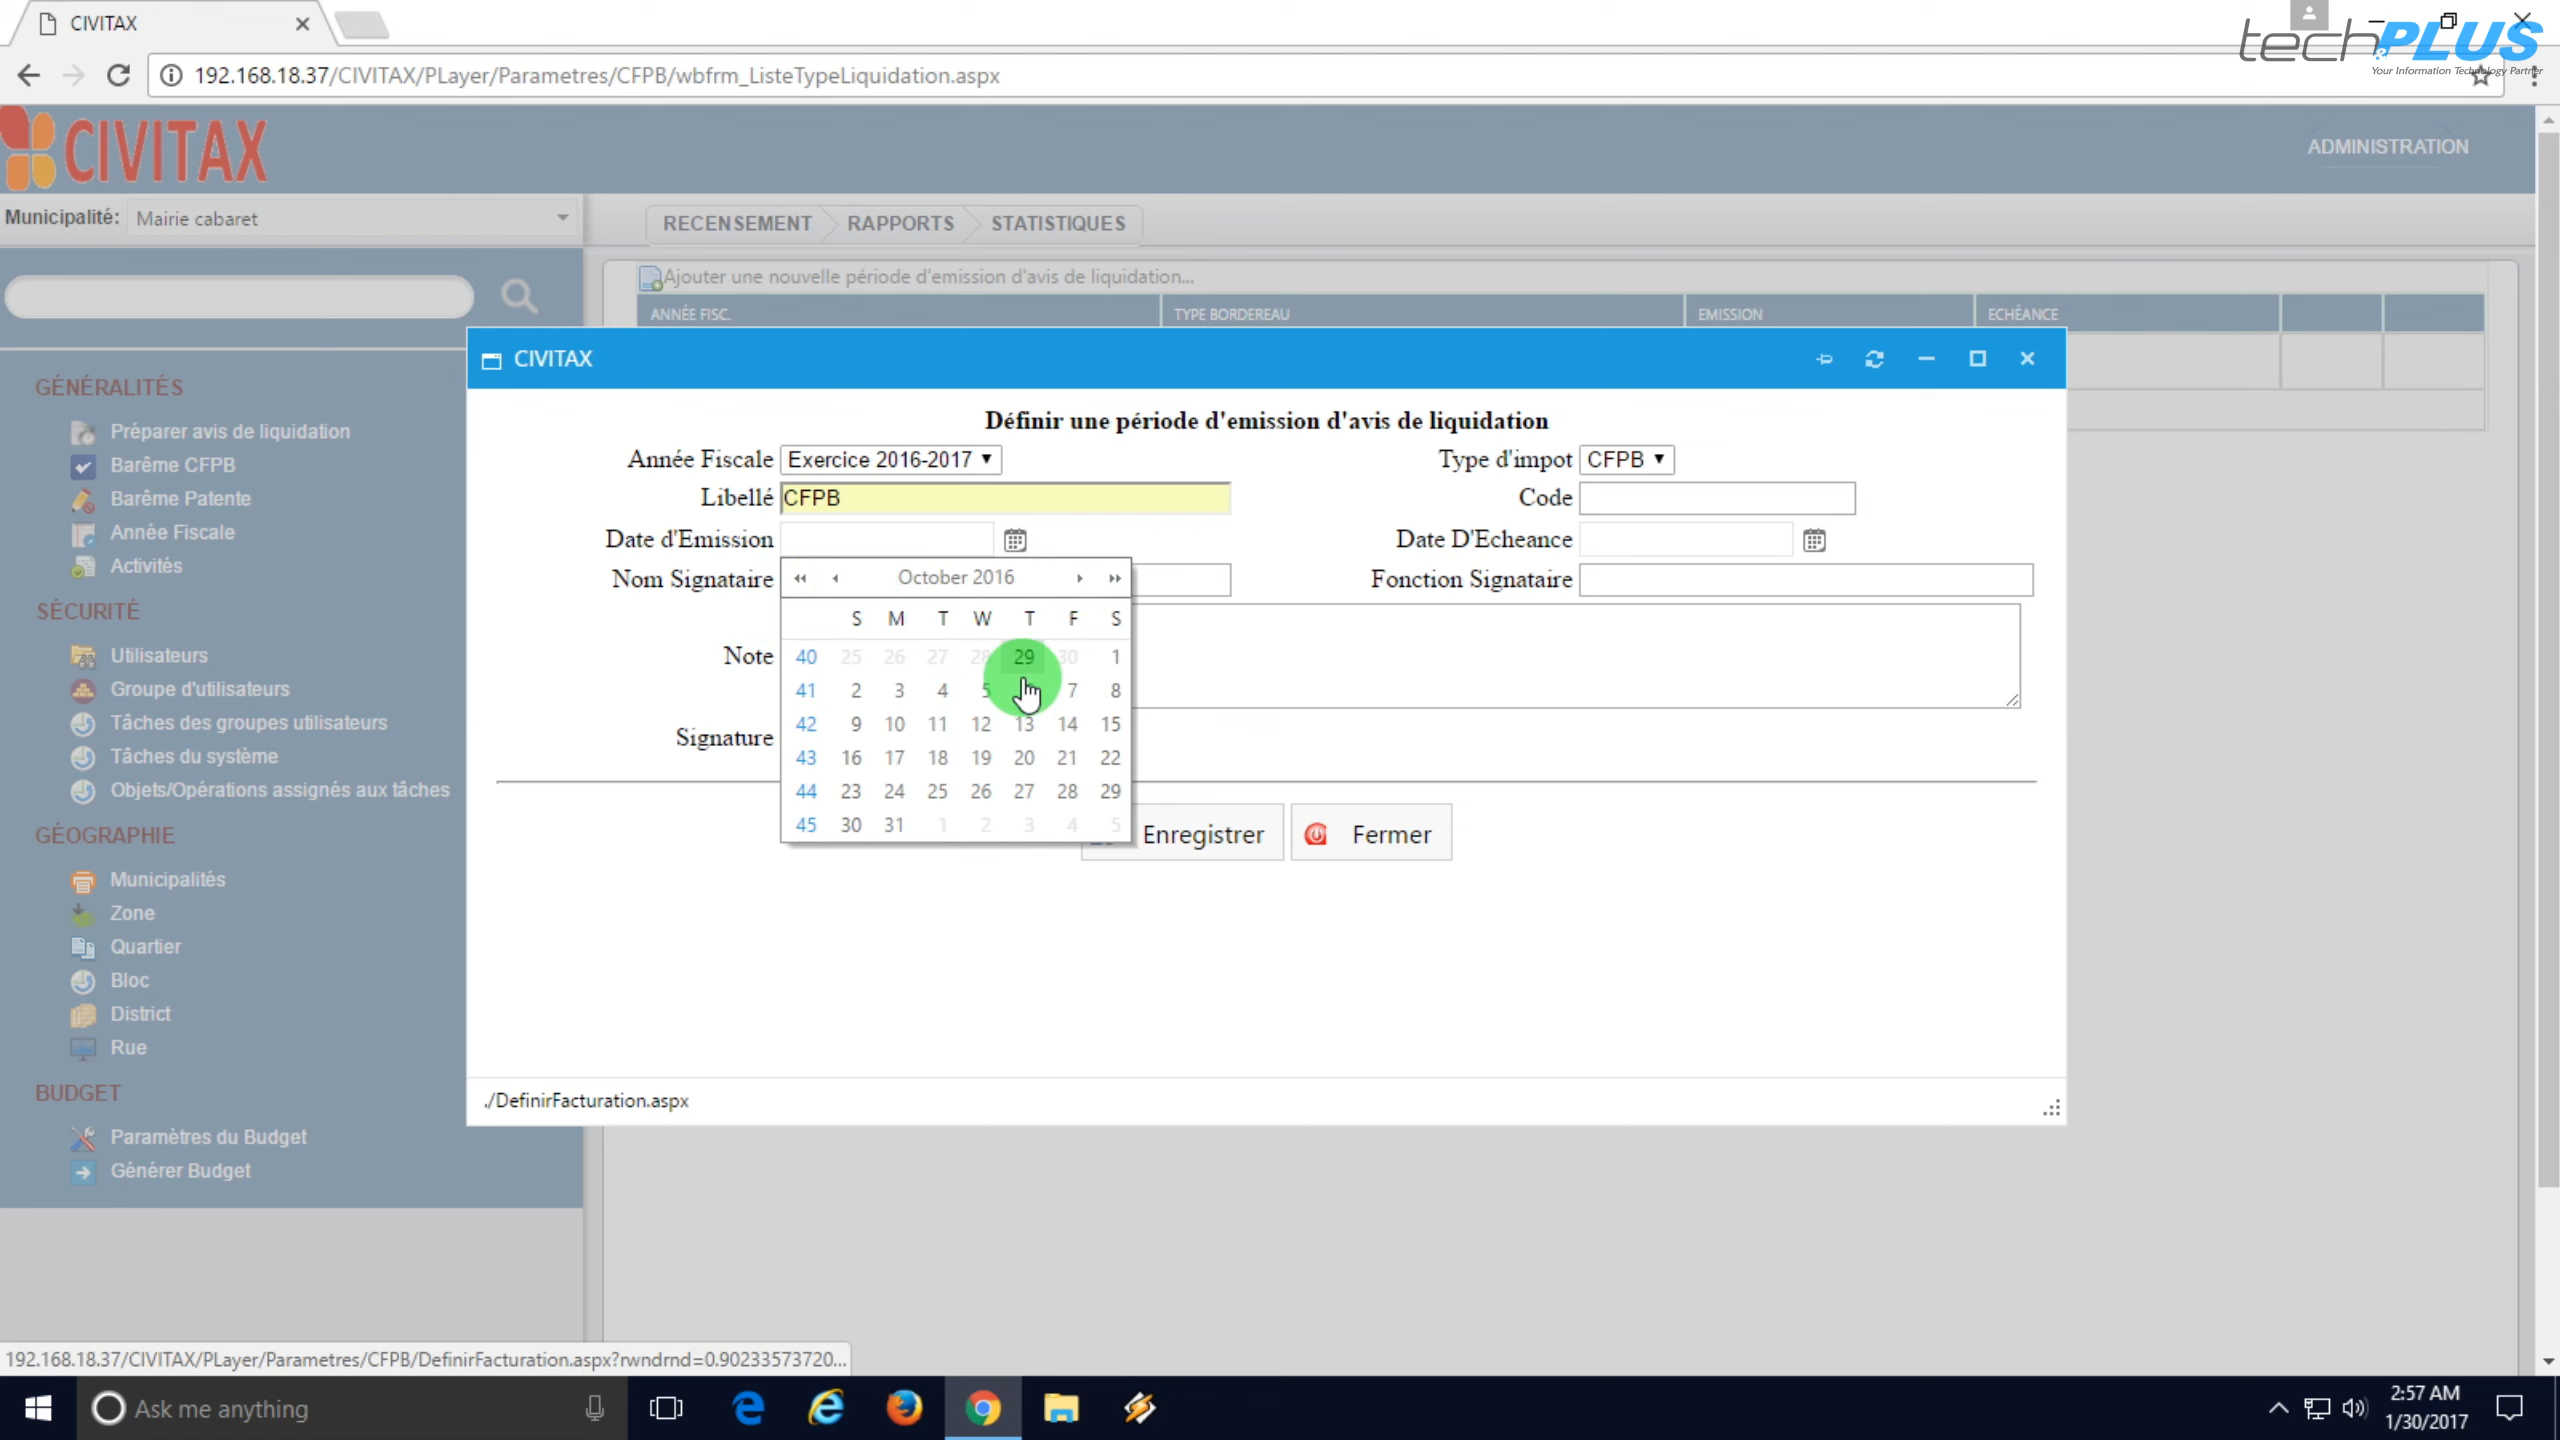 CIVITAX
tech&PLUS
Your Information Technology Partner
192.168.18.37/CIVITAX/PLayer/Parametres/CFPB/wbfrm_ListeTypeLiquidation.aspx
CIVITAX
ADMINISTRATION
Municipalité: Mairie cabaret
RECENSEMENT RAPPORTS STATISTIQUES
Ajouter une nouvelle période d'emission d'avis de liquidation...
ANNÉE FISC. TYPE BORDEREAU EMISSION ECHÉANCE
GÉNÉRALITÉS
Préparer avis de liquidation
Barême CFPB
Barême Patente
Année Fiscale
Activités
SÉCURITÉ
Utilisateurs
Groupe d'utilisateurs
Tâches des groupes utilisateurs
Tâches du système
Objets/Opérations assignés aux tâches
GÉOGRAPHIE
Municipalités
Zone
Quartier
Bloc
District
Rue
BUDGET
Paramètres du Budget
Générer Budget
CIVITAX
Définir une période d'emission d'avis de liquidation
Année Fiscale Exercice 2016-2017 Type d'impot CFPB
Libellé CFPB Code
Date d'Emission Date D'Echeance
Nom Signataire Fonction Signataire
Note
Signature
October 2016
S M T W T F S
40 25 26 27 28 29 30 1
41 2 3 4 5 7 8
42 9 10 11 12 13 14 15
43 16 17 18 19 20 21 22
44 23 24 25 26 27 28 29
45 30 31 1 2 3 4 5
Enregistrer Fermer
./DefinirFacturation.aspx
192.168.18.37/CIVITAX/PLayer/Parametres/CFPB/DefinirFacturation.aspx?rwndrnd=0.90233573720...
Ask me anything
2:57 AM
1/30/2017